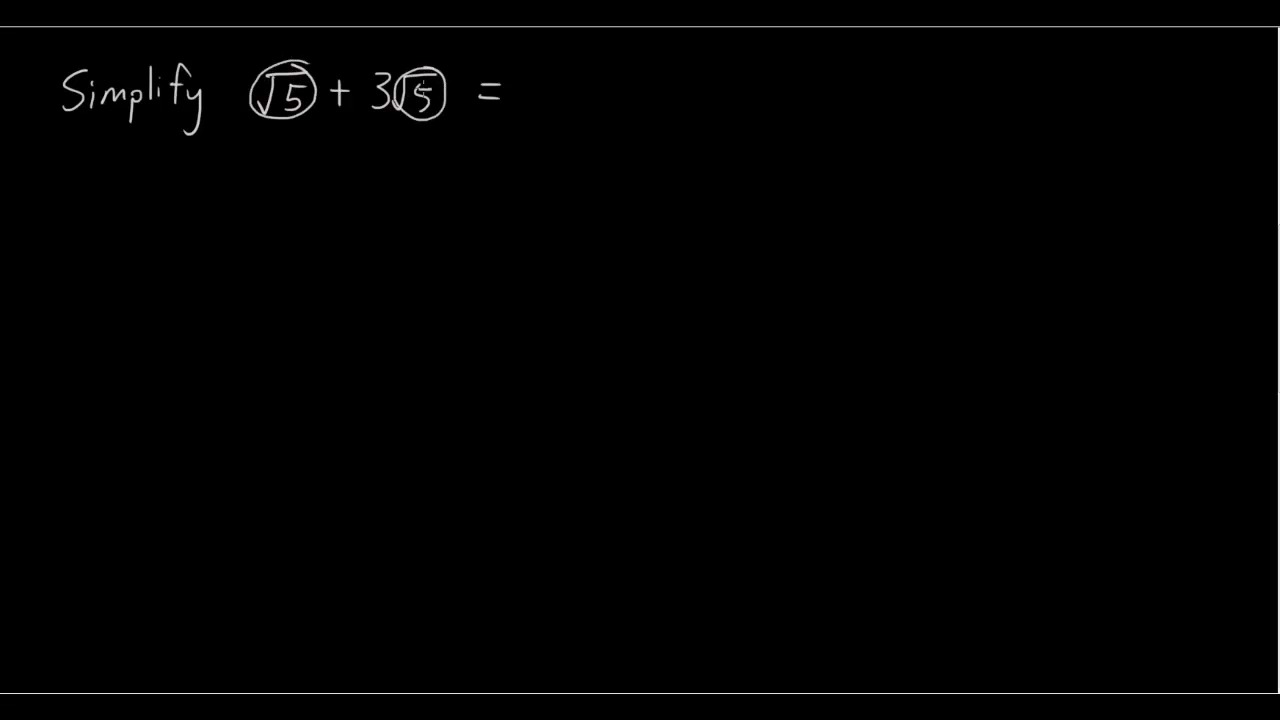 Simplify √5 + 3√5 =